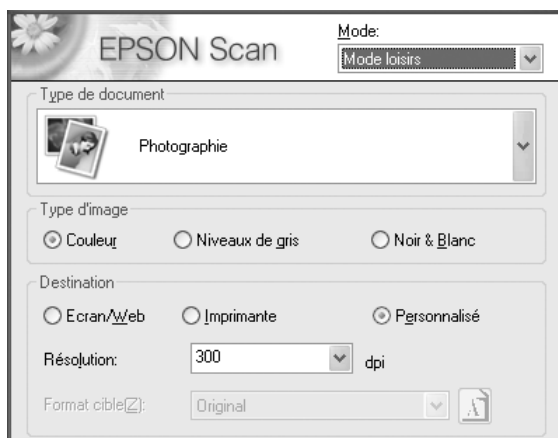 EPSON Scan
Mode:
Mode loisirs
Type de document
Photographie
Type d'image
Couleur Niveaux de gris Noir & Blanc
Destination
Ecran/Web Imprimante Personnalisé
Résolution: 300 dpi
Format cible(Z): Original